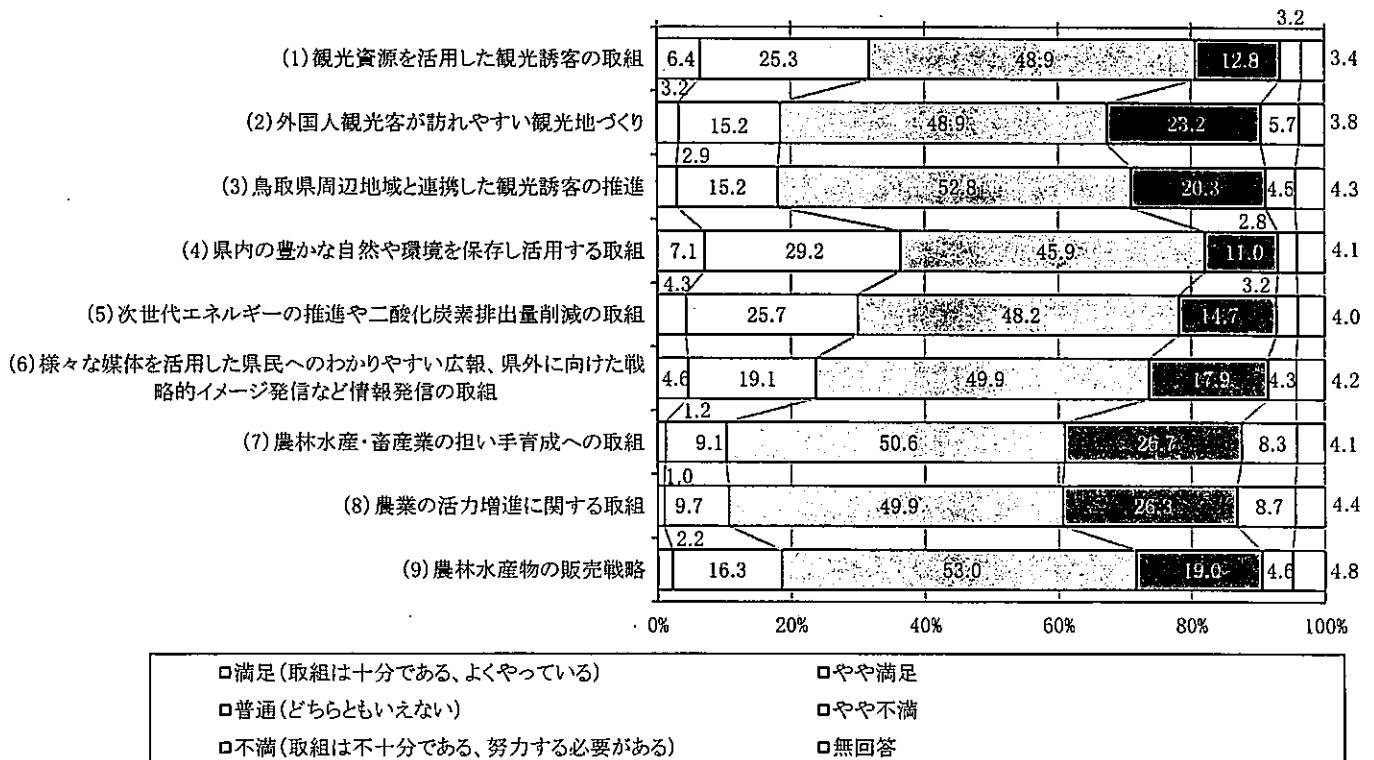 3.2
(1)観光資源を活用した観光誘客の取組 6.4 25.3 48.9 12.8 3.4
3.2
(2)外国人観光客が訪れやすい観光地づくり 15.2 48.9 23.2 5.7 3.8
2.9
(3)鳥取県周辺地域と連携した観光誘客の推進 15.2 52.8 20.3 4.5 4.3
2.8
(4)県内の豊かな自然や環境を保存し活用する取組 7.1 29.2 45.9 11.0 4.1
4.3 3.2
(5)次世代エネルギーの推進や二酸化炭素排出量削減の取組 25.7 48.2 14.7 4.0
(6)様々な媒体を活用した県民へのわかりやすい広報、県外に向けた戦
略的イメージ発信など情報発信の取組 4.6 19.1 49.9 17.9 4.3 4.2
1.2
(7)農林水産・畜産業の担い手育成への取組 9.1 50.6 26.7 8.3 4.1
1.0
(8)農業の活力増進に関する取組 9.7 49.9 26.3 8.7 4.4
2.2
(9)農林水産物の販売戦略 16.3 53.0 19.0 4.6 4.8
0% 20% 40% 60% 80% 100%
満足(取組は十分である、よくやっている) やや満足
普通(どちらともいえない) やや不満
不満(取組は不十分である、努力する必要がある) 無回答